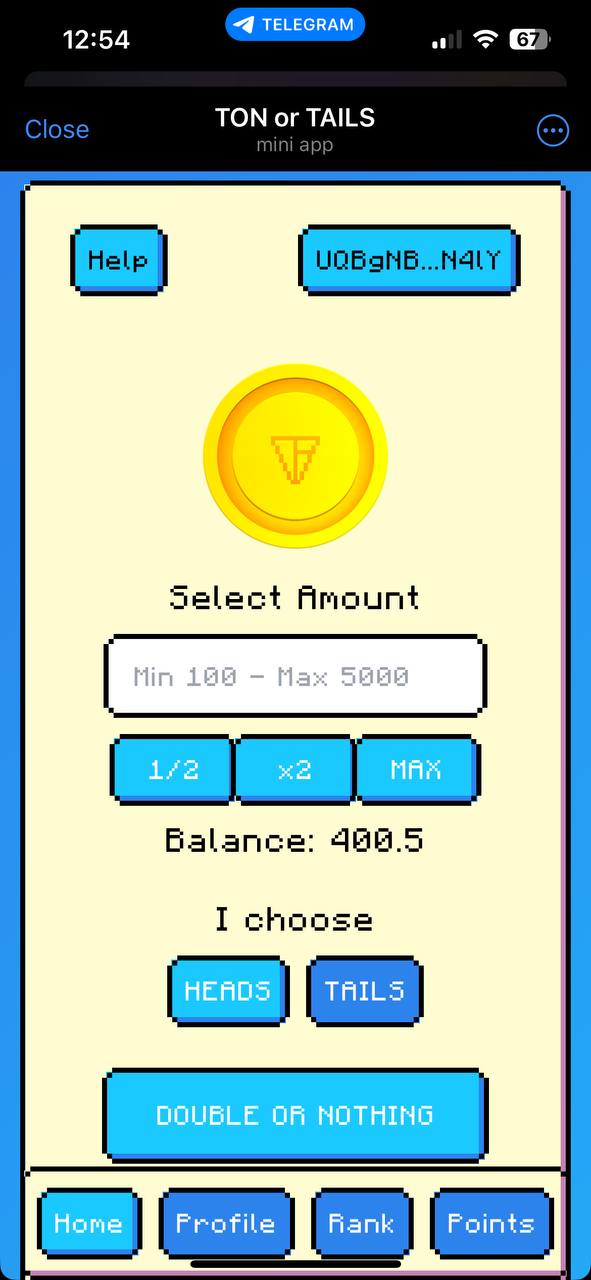 12:54
TELEGRAM
67
Close
TON or TAILS
mini app
Help
UQBgNB...N4lY
Select Amount
Min 100 - Max 5000
1/2
x2
MAX
Balance: 400.5
I choose
HEADS
TAILS
DOUBLE OR NOTHING
Home
Profile
Rank
Points